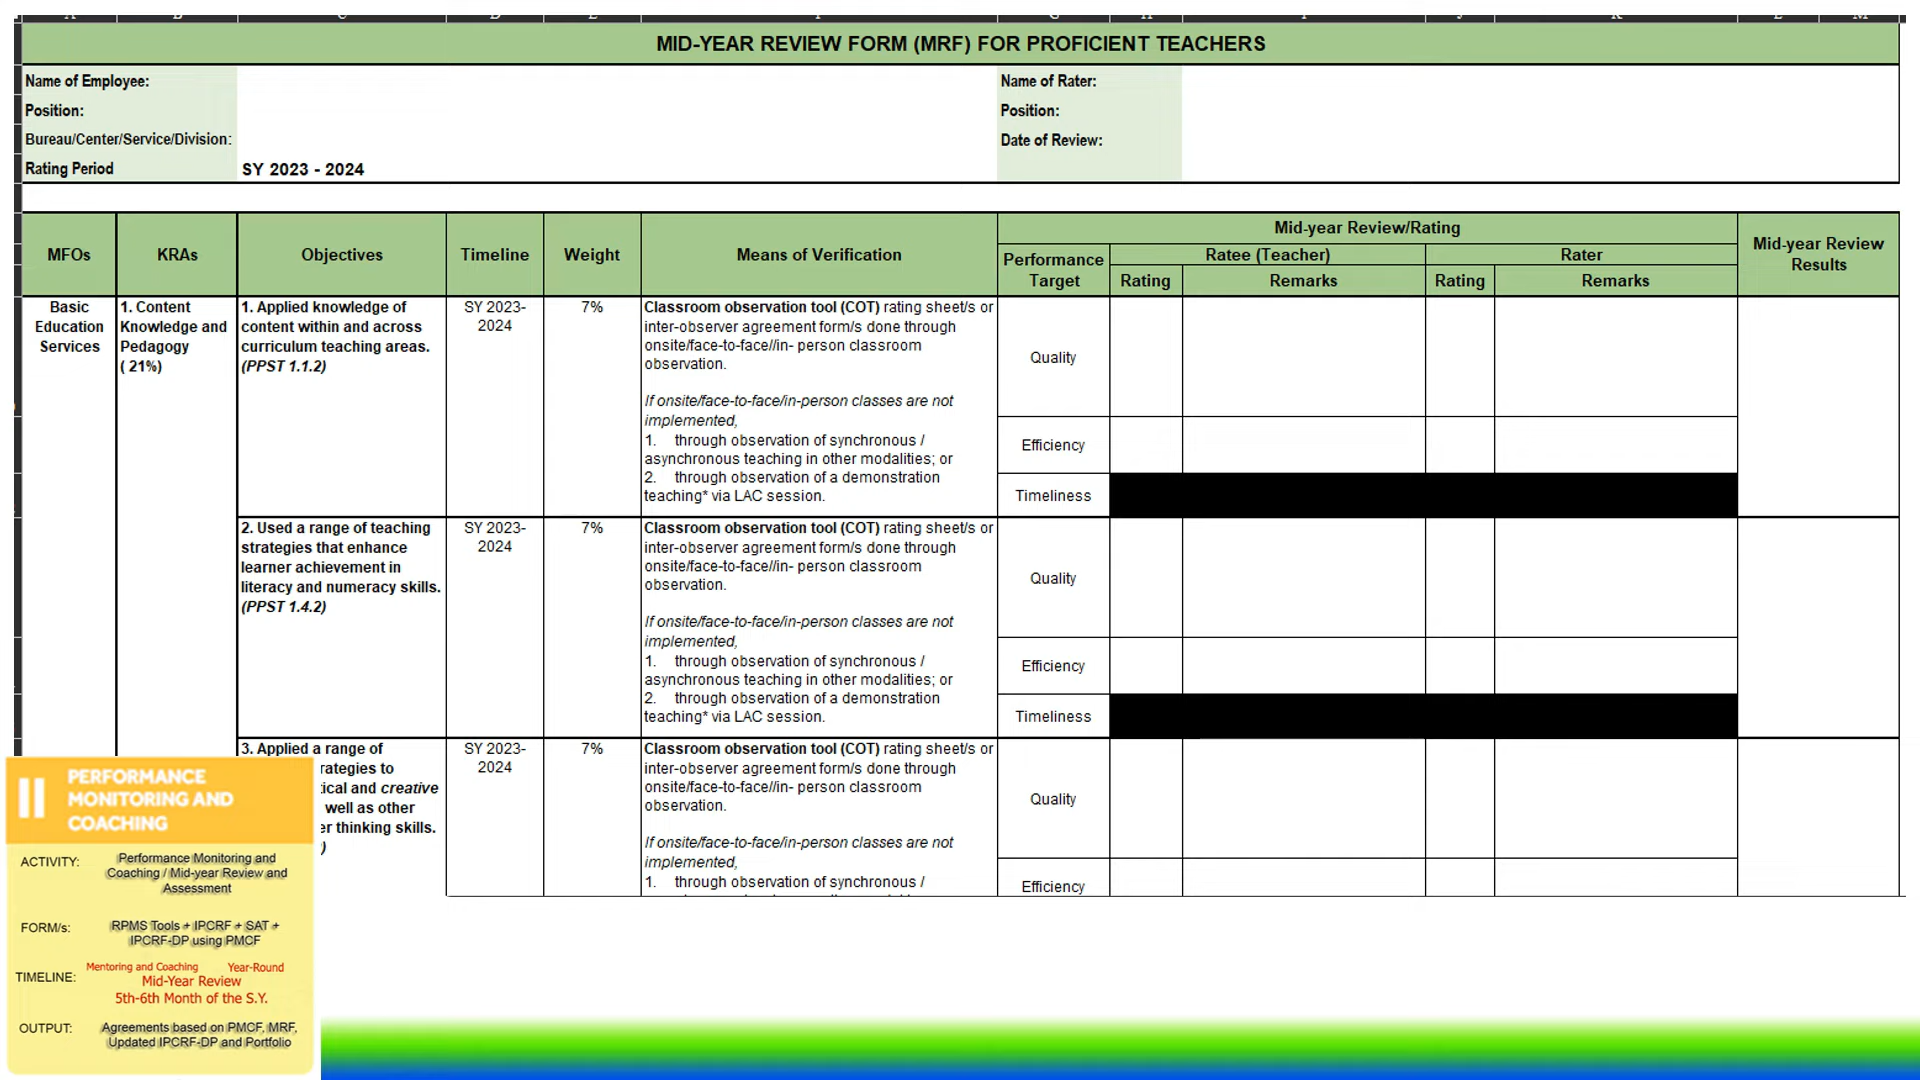 MID-YEAR REVIEW FORM (MRF) FOR PROFICIENT TEACHERS
Name of Employee:
Name of Rater:
Position:
Position:
Bureau/Center/Service/Division:
Date of Review:
Rating Period
SY 2023 - 2024
MFOs
KRAs
Objectives
Timeline
Weight
Means of Verification
Mid-year Review/Rating
Performance
Target
Ratee (Teacher)
Rater
Rating
Remarks
Rating
Remarks
Mid-year Review
Results
Basic
Education
Services
1. Content
Knowledge and
Pedagogy
( 21%)
1. Applied knowledge of
content within and across
curriculum teaching areas.
(PPST 1.1.2)
SY 2023-
2024
7%
Classroom observation tool (COT) rating sheet/s or
inter-observer agreement form/s done through
onsite/face-to-face//in- person classroom
observation.
If onsite/face-to-face/in-person classes are not
implemented,
1. through observation of synchronous /
asynchronous teaching in other modalities; or
2. through observation of a demonstration
teaching* via LAC session.
Quality
Efficiency
Timeliness
2. Used a range of teaching
strategies that enhance
learner achievement in
literacy and numeracy skills.
(PPST 1.4.2)
SY 2023-
2024
7%
Classroom observation tool (COT) rating sheet/s or
inter-observer agreement form/s done through
onsite/face-to-face//in- person classroom
observation.
If onsite/face-to-face/in-person classes are not
implemented,
1. through observation of synchronous /
asynchronous teaching in other modalities; or
2. through observation of a demonstration
teaching* via LAC session.
Quality
Efficiency
Timeliness
3. Applied a range of
rategies to
tical and creative
well as other
er thinking skills.
)
SY 2023-
2024
7%
Classroom observation tool (COT) rating sheet/s or
inter-observer agreement form/s done through
onsite/face-to-face//in- person classroom
observation.
If onsite/face-to-face/in-person classes are not
implemented,
1. through observation of synchronous /
Quality
Efficiency
II
PERFORMANCE
MONITORING AND
COACHING
ACTIVITY:
Performance Monitoring and
Coaching / Mid-year Review and
Assessment
FORM/s:
RPMS Tools + IPCRF + SAT +
IPCRF-DP using PMCF
TIMELINE:
Mentoring and Coaching Year-Round
Mid-Year Review
5th-6th Month of the S.Y.
OUTPUT:
Agreements based on PMCF, MRF,
Updated IPCRF-DP and Portfolio